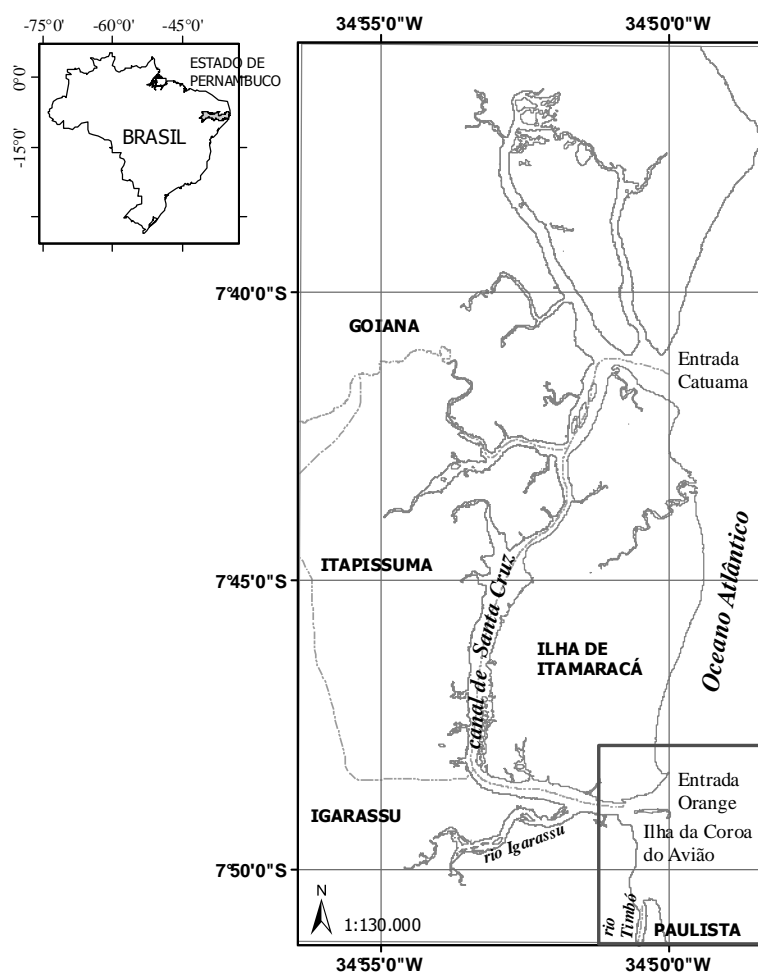 -75°0' -60°0' -45°0'
0°0'
-15°0'
ESTADO DE
PERNAMBUCO
BRASIL
34°55'0"W 34°50'0"W
7°40'0"S
GOIANA
Entrada
Catuama
Oceano Atlântico
ITAPISSUMA
7°45'0"S
canal de Santa Cruz
ILHA DE
ITAMARACÁ
Entrada
Orange
IGARASSU
rio Igarassu
Ilha da Coroa
do Avião
7°50'0"S
rio
Timbó
PAULISTA
N
1:130.000
34°55'0"W 34°50'0"W